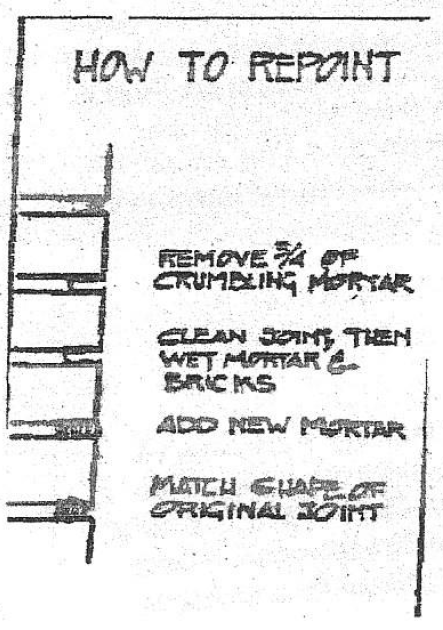 HOW TO REPOINT
REMOVE 3/4 OF
CRUMBLING MORTAR
CLEAN JOINT, THEN
WET MORTAR &
BRICKS
ADD NEW MORTAR
MATCH SHAPE OF
ORIGINAL JOINT